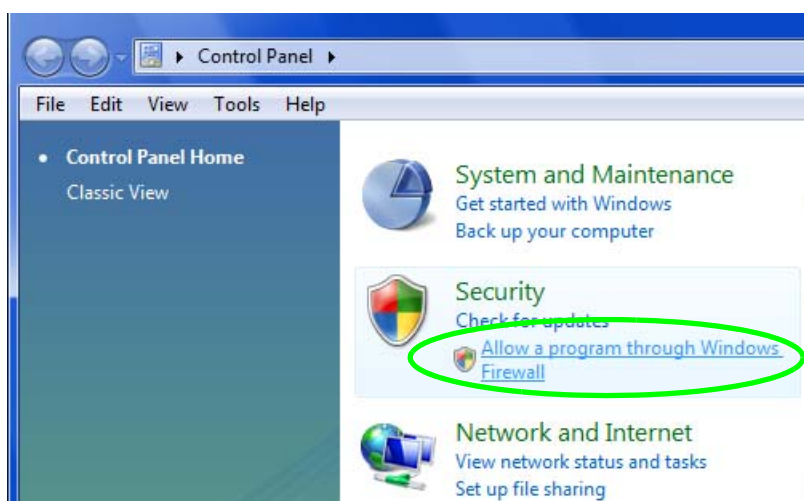 Control Panel
File Edit View Tools Help
Control Panel Home
Classic View
System and Maintenance
Get started with Windows
Back up your computer
Security
Check for updates
Allow a program through Windows
Firewall
Network and Internet
View network status and tasks
Set up file sharing